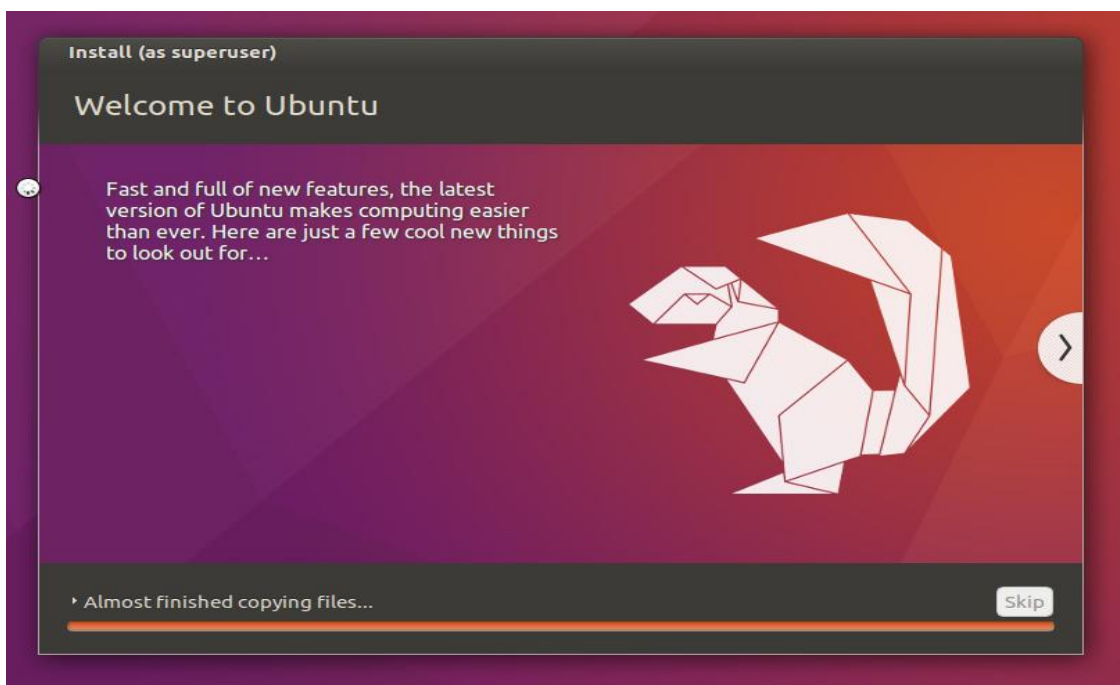 Install (as superuser)
Welcome to Ubuntu
Fast and full of new features, the latest
version of Ubuntu makes computing easier
than ever. Here are just a few cool new things
to look out for…
Almost finished copying files...
Skip